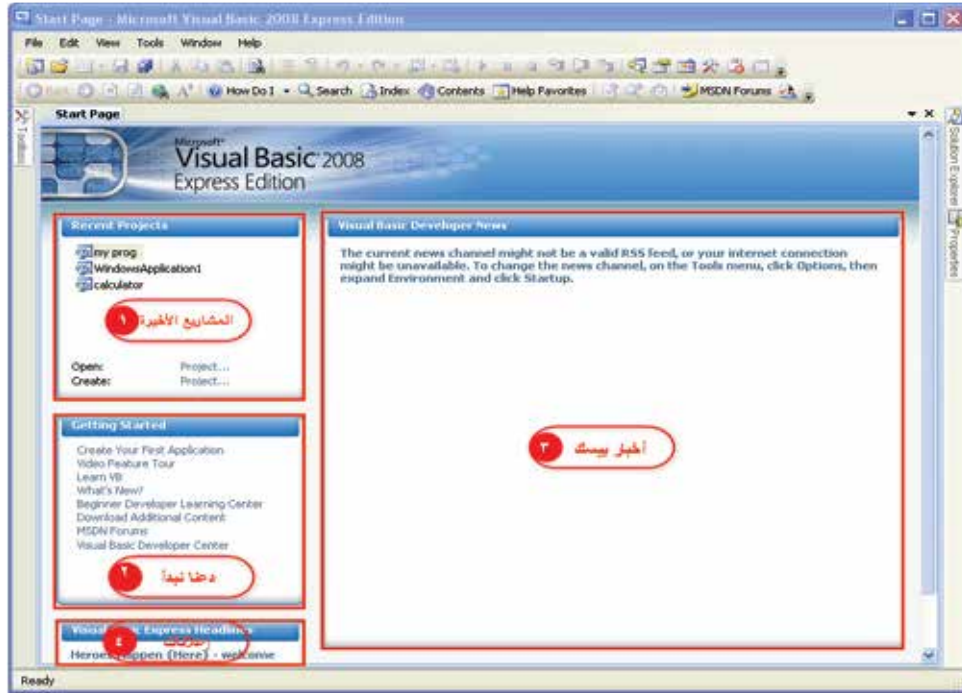 Start Page - Microsoft Visual Basic 2008 Express Edition
File Edit View Tools Window Help
How Do I Search Index Contents Help Favorites MSDN Forums
Start Page
Toolbox
Microsoft
Visual Basic 2008
Express Edition
Recent Projects
my prog
WindowsApplication1
calculator
١ المشاريع الأخيرة
Open: Project...
Create: Project...
Getting Started
Create Your First Application
Video Feature Tour
Learn VB
What's New?
Beginner Developer Learning Center
Download Additional Content
MSDN Forums
Visual Basic Developer Center
٢ دعنا نبدأ
Visual Basic Express Headlines
٤
Heroes Happen {Here} - welcome
Visual Basic Developer News
The current news channel might not be a valid RSS feed, or your internet connection
might be unavailable. To change the news channel, on the Tools menu, click Options, then
expand Environment and click Startup.
٣ أخبار بيسك
Solution Explorer
Properties
Ready